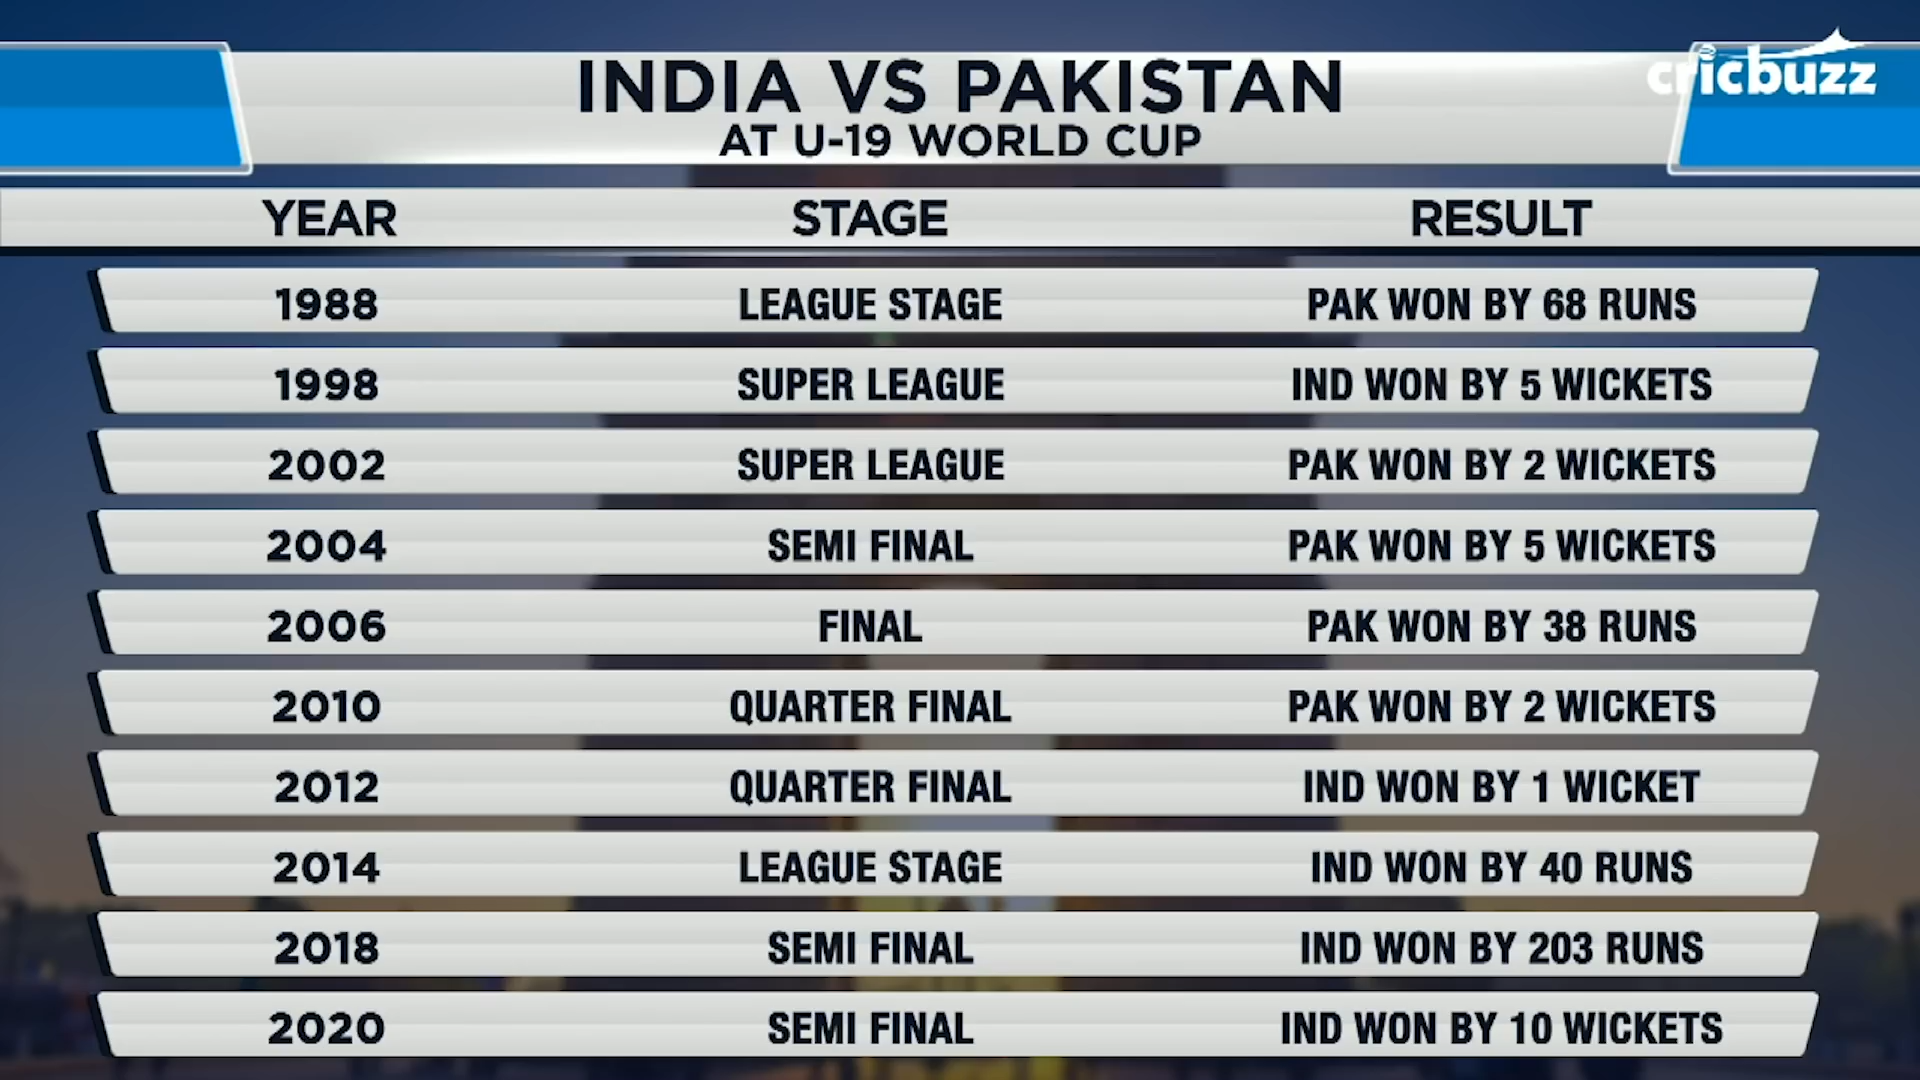 INDIA VS PAKISTAN
AT U-19 WORLD CUP
cricbuzz
YEAR STAGE RESULT
1988 LEAGUE STAGE PAK WON BY 68 RUNS
1998 SUPER LEAGUE IND WON BY 5 WICKETS
2002 SUPER LEAGUE PAK WON BY 2 WICKETS
2004 SEMI FINAL PAK WON BY 5 WICKETS
2006 FINAL PAK WON BY 38 RUNS
2010 QUARTER FINAL PAK WON BY 2 WICKETS
2012 QUARTER FINAL IND WON BY 1 WICKET
2014 LEAGUE STAGE IND WON BY 40 RUNS
2018 SEMI FINAL IND WON BY 203 RUNS
2020 SEMI FINAL IND WON BY 10 WICKETS